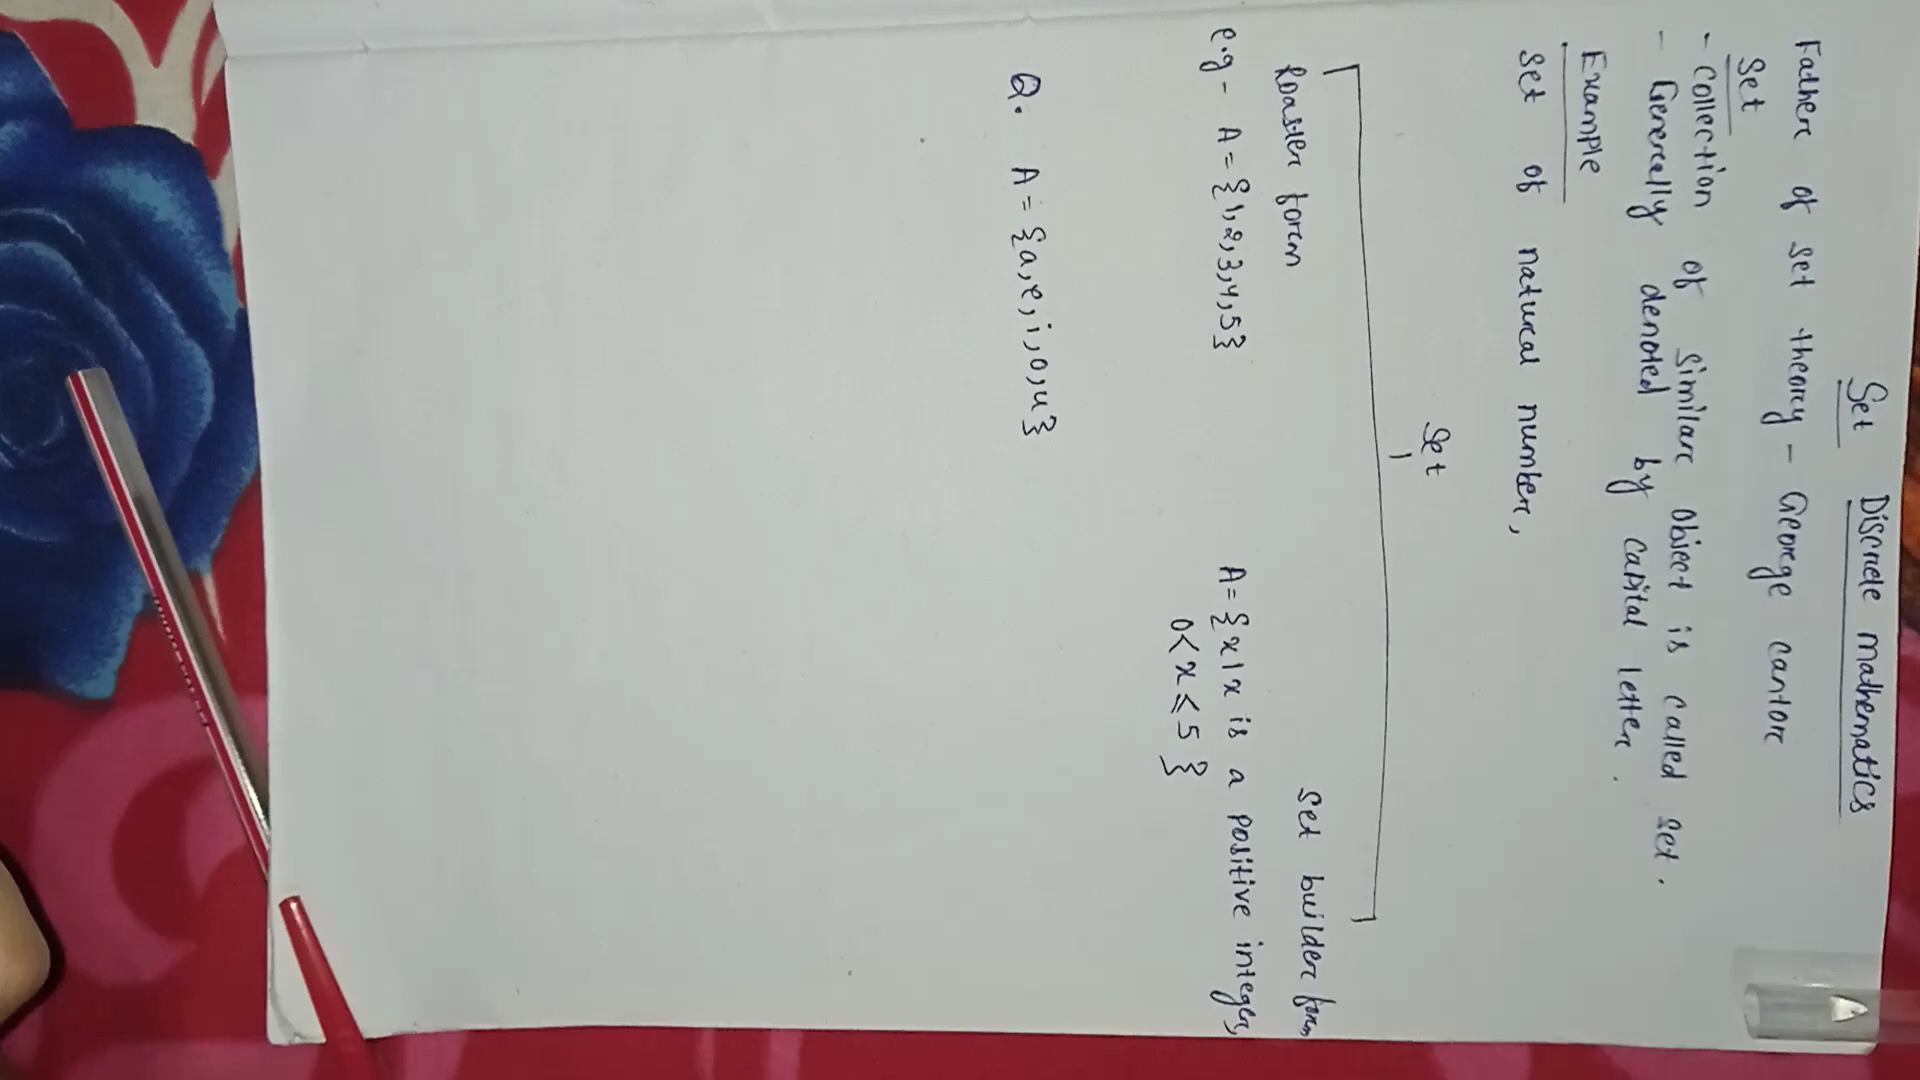 Set Discrete mathematics
Father of set theory - George cantor
Set
- Collection of similar object is called set.
- Generally denoted by capital letter.
Example
Set of natural number,
Set
Roaster form
Set builder form
e.g - A = {1,2,3,4,5}
A = {x | x is a positive integer,
0 < x ≤ 5 }
Q. A = {a, e, i, o, u}